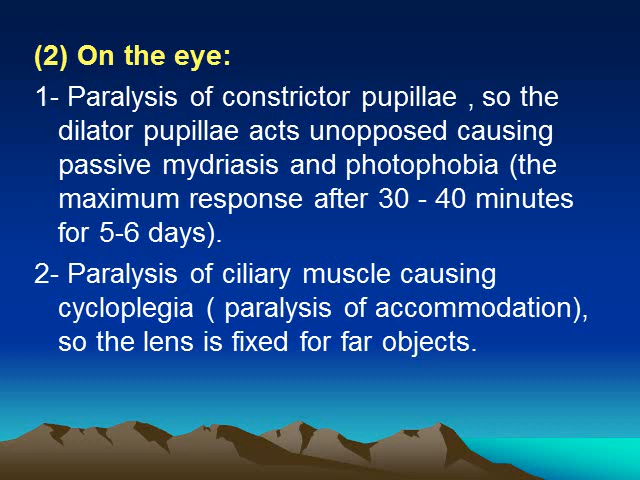 (2) On the eye:
1- Paralysis of constrictor pupillae , so the
dilator pupillae acts unopposed causing
passive mydriasis and photophobia (the
maximum response after 30 - 40 minutes
for 5-6 days).
2- Paralysis of ciliary muscle causing
cycloplegia ( paralysis of accommodation),
so the lens is fixed for far objects.